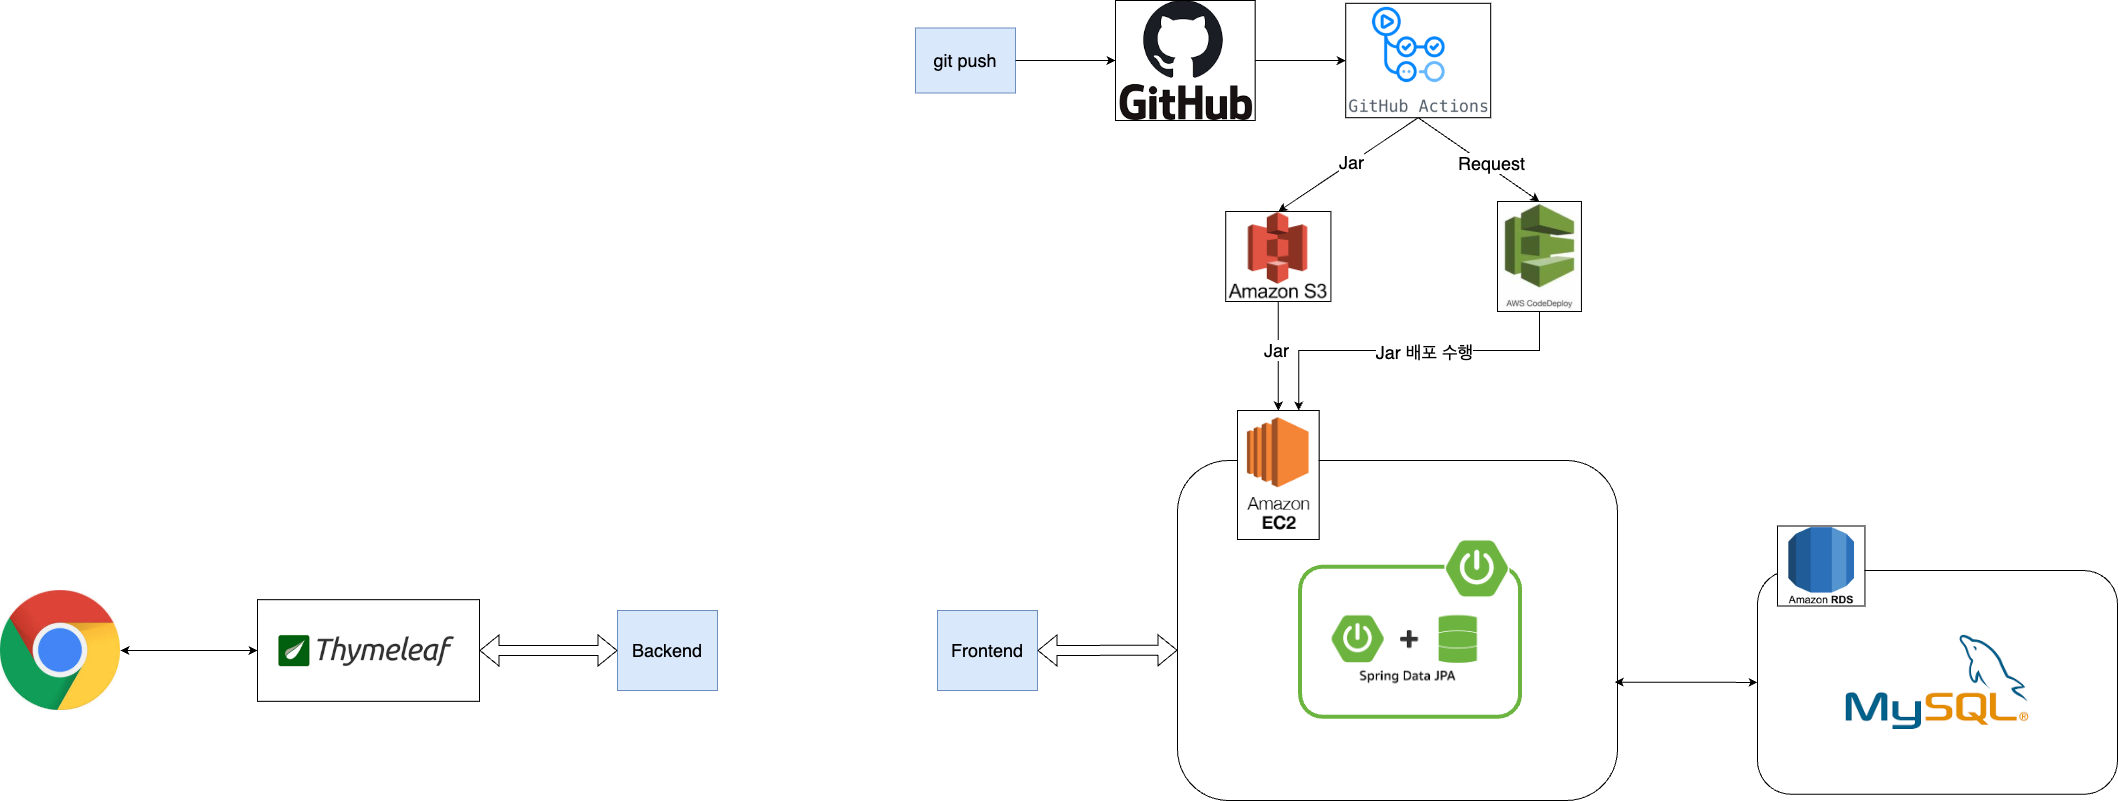 git push
GitHub
GitHub Actions
Jar
Request
Amazon S3
AWS CodeDeploy
Jar
Jar 배포 수행
Amazon
EC2
Amazon RDS
Thymeleaf
Backend
Frontend
+
Spring Data JPA
MySQL®